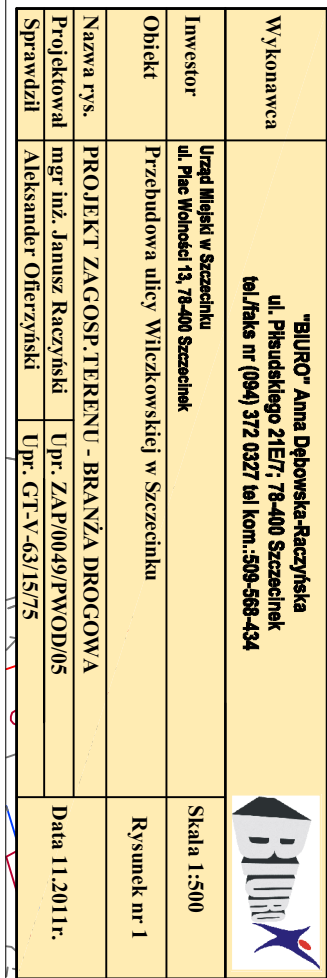 Wykonawca
"BIURO" Anna Dębowska-Raczyńska
ul. Piłsudskiego 21E/7; 78-400 Szczecinek
tel./faks nr (094) 372 0327 tel kom.:509-568-434
BIURO
Inwestor
Urząd Miejski w Szczecinku
ul. Plac Wolności 13, 78-400 Szczecinek
Skala 1:500
Obiekt
Przebudowa ulicy Wilczkowskiej w Szczecinku
Rysunek nr 1
Nazwa rys.
PROJEKT ZAGOSP.TERENU - BRANŻA DROGOWA
Projektował
mgr inż. Janusz Raczyński
Upr. ZAP/0049/PWOD/05
Data 11.2011r.
Sprawdził
Aleksander Ofierzyński
Upr. GT-V-63/15/75